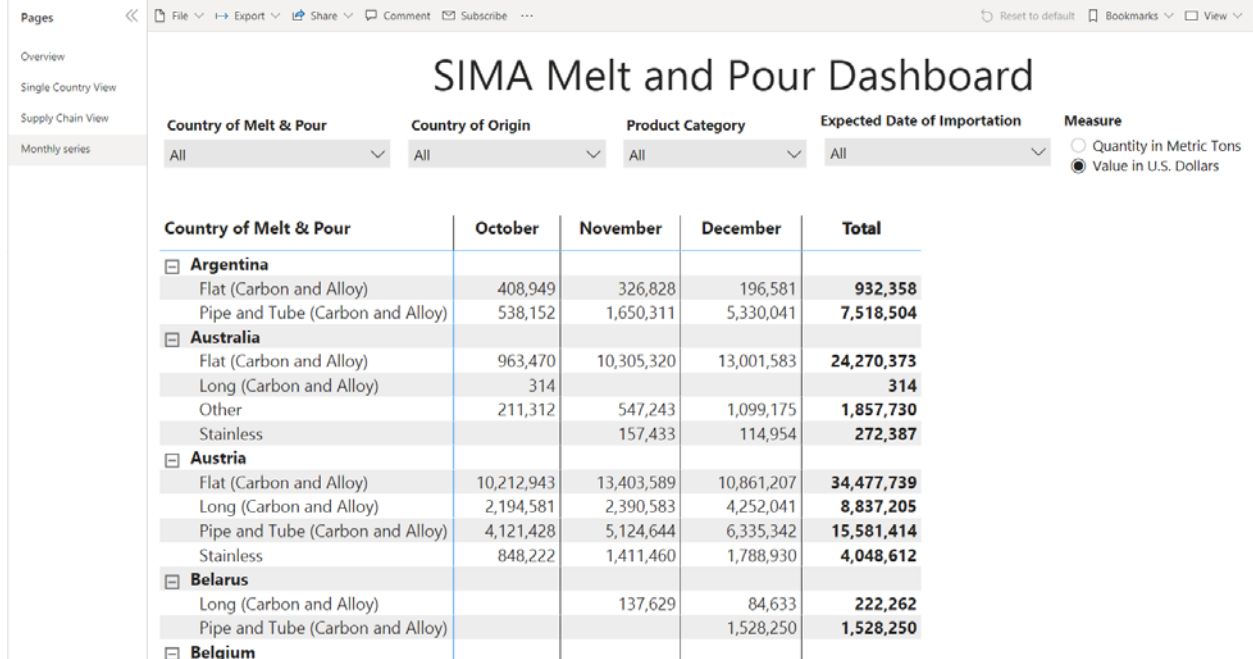 Pages
File Export Share Comment Subscribe ··· Reset to default Bookmarks View
Overview
Single Country View
Supply Chain View
Monthly series
SIMA Melt and Pour Dashboard
Country of Melt & Pour Country of Origin Product Category Expected Date of Importation Measure
All All All All
Quantity in Metric Tons
Value in U.S. Dollars
Country of Melt & Pour October November December Total
Argentina
Flat (Carbon and Alloy) 408,949 326,828 196,581 932,358
Pipe and Tube (Carbon and Alloy) 538,152 1,650,311 5,330,041 7,518,504
Australia
Flat (Carbon and Alloy) 963,470 10,305,320 13,001,583 24,270,373
Long (Carbon and Alloy) 314 314
Other 211,312 547,243 1,099,175 1,857,730
Stainless 157,433 114,954 272,387
Austria
Flat (Carbon and Alloy) 10,212,943 13,403,589 10,861,207 34,477,739
Long (Carbon and Alloy) 2,194,581 2,390,583 4,252,041 8,837,205
Pipe and Tube (Carbon and Alloy) 4,121,428 5,124,644 6,335,342 15,581,414
Stainless 848,222 1,411,460 1,788,930 4,048,612
Belarus
Long (Carbon and Alloy) 137,629 84,633 222,262
Pipe and Tube (Carbon and Alloy) 1,528,250 1,528,250
Belgium